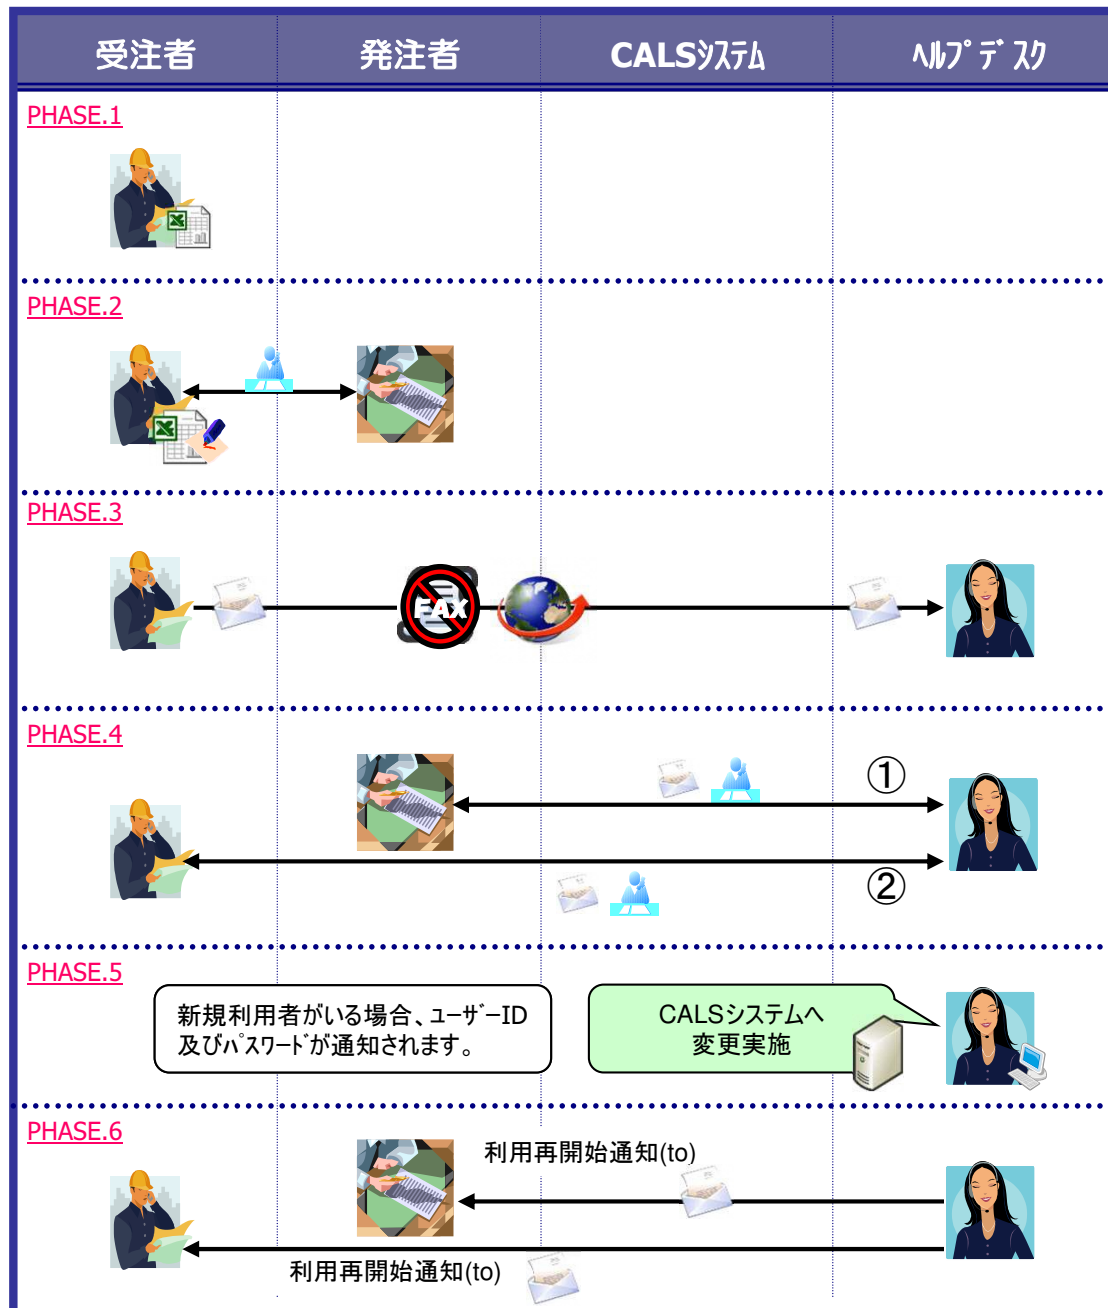 受注者
発注者
CALSｼｽﾃﾑ
ﾍﾙﾌﾟﾃﾞｽｸ
PHASE.1
PHASE.2
PHASE.3
FAX
PHASE.4
①
②
PHASE.5
新規利用者がいる場合、ﾕｰｻﾞｰID
及びﾊﾟｽﾜｰﾄﾞが通知されます。
CALSシステムへ
変更実施
PHASE.6
利用再開始通知(to)
利用再開始通知(to)